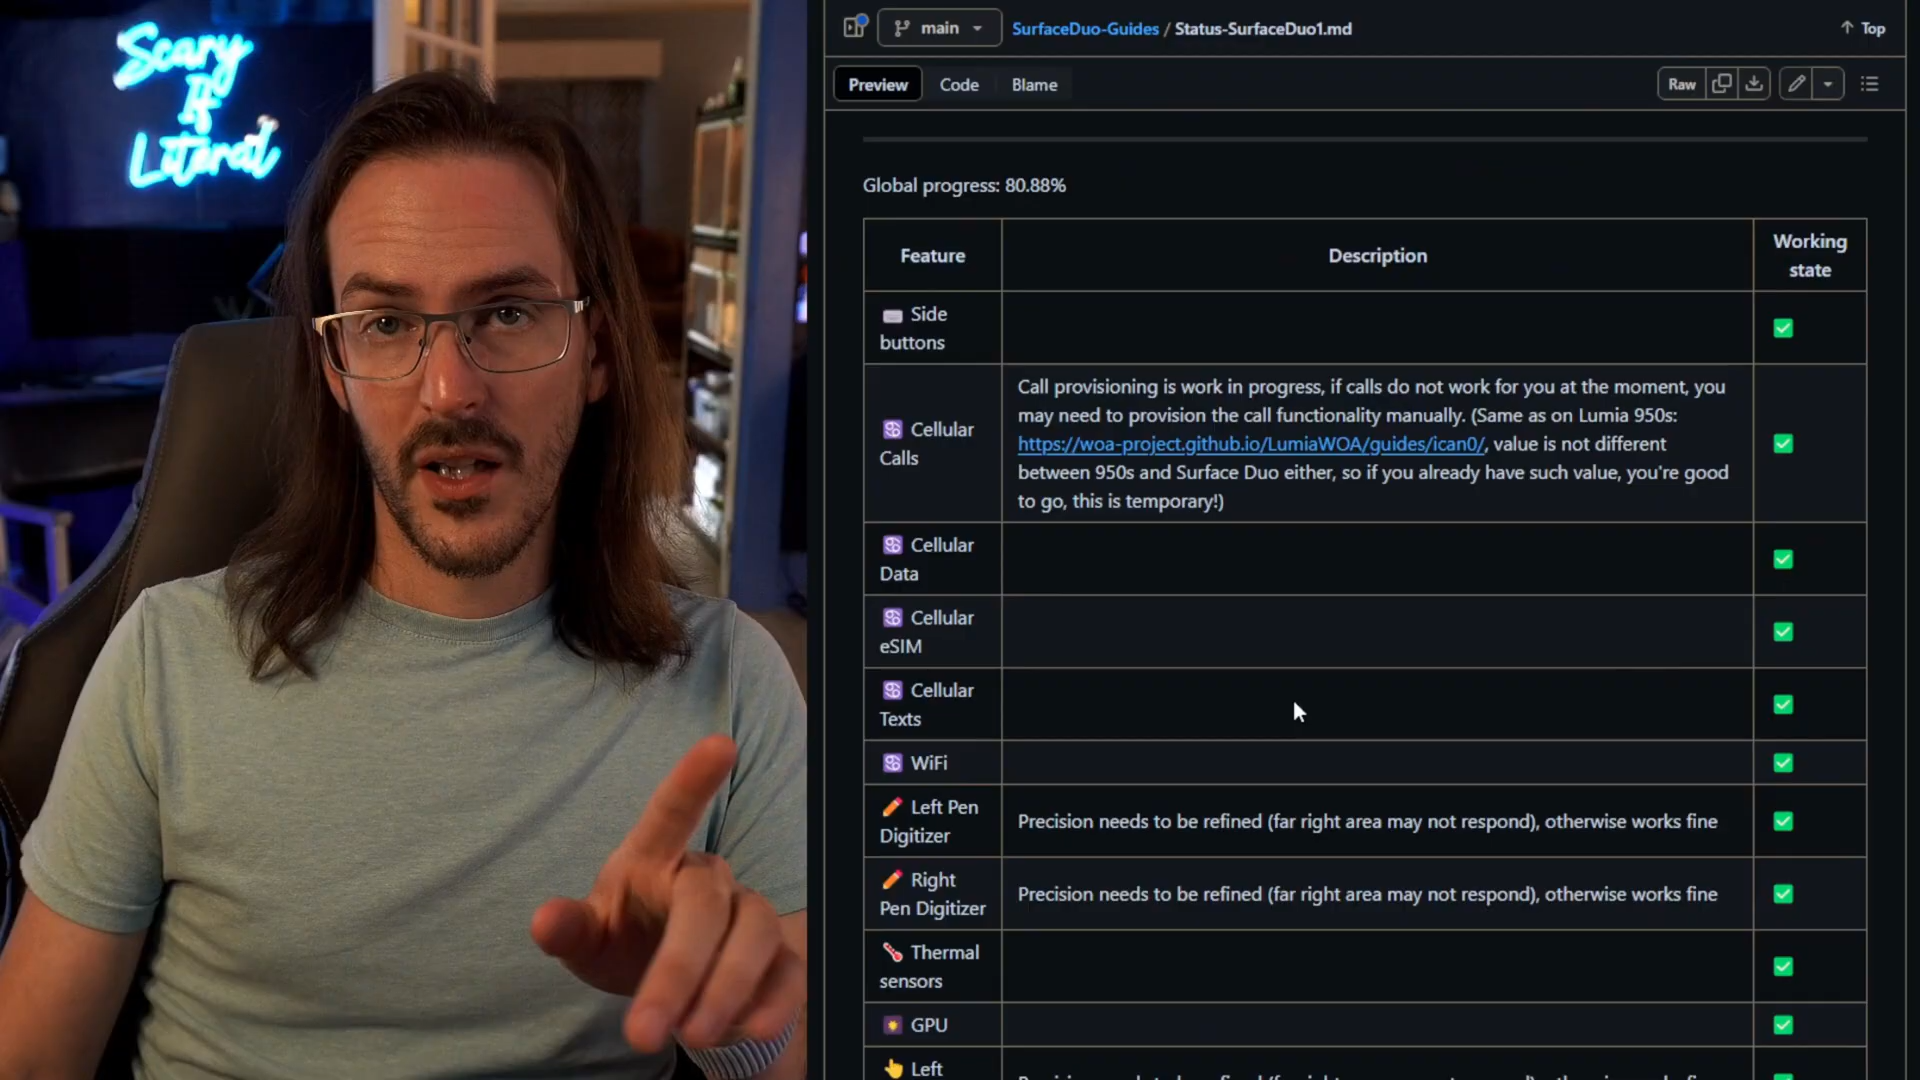 Scary
If
Literal
main
SurfaceDuo-Guides / Status-SurfaceDuo1.md
Top
Preview
Code
Blame
Raw
Global progress: 80.88%
Feature
Description
Working
state
Side
buttons
Cellular
Calls
Call provisioning is work in progress, if calls do not work for you at the moment, you
may need to provision the call functionality manually. (Same as on Lumia 950s:
https://woa-project.github.io/LumiaWOA/guides/ican0/, value is not different
between 950s and Surface Duo either, so if you already have such value, you're good
to go, this is temporary!)
Cellular
Data
Cellular
eSIM
Cellular
Texts
WiFi
Left Pen
Digitizer
Precision needs to be refined (far right area may not respond), otherwise works fine
Right
Pen Digitizer
Precision needs to be refined (far right area may not respond), otherwise works fine
Thermal
sensors
GPU
Left